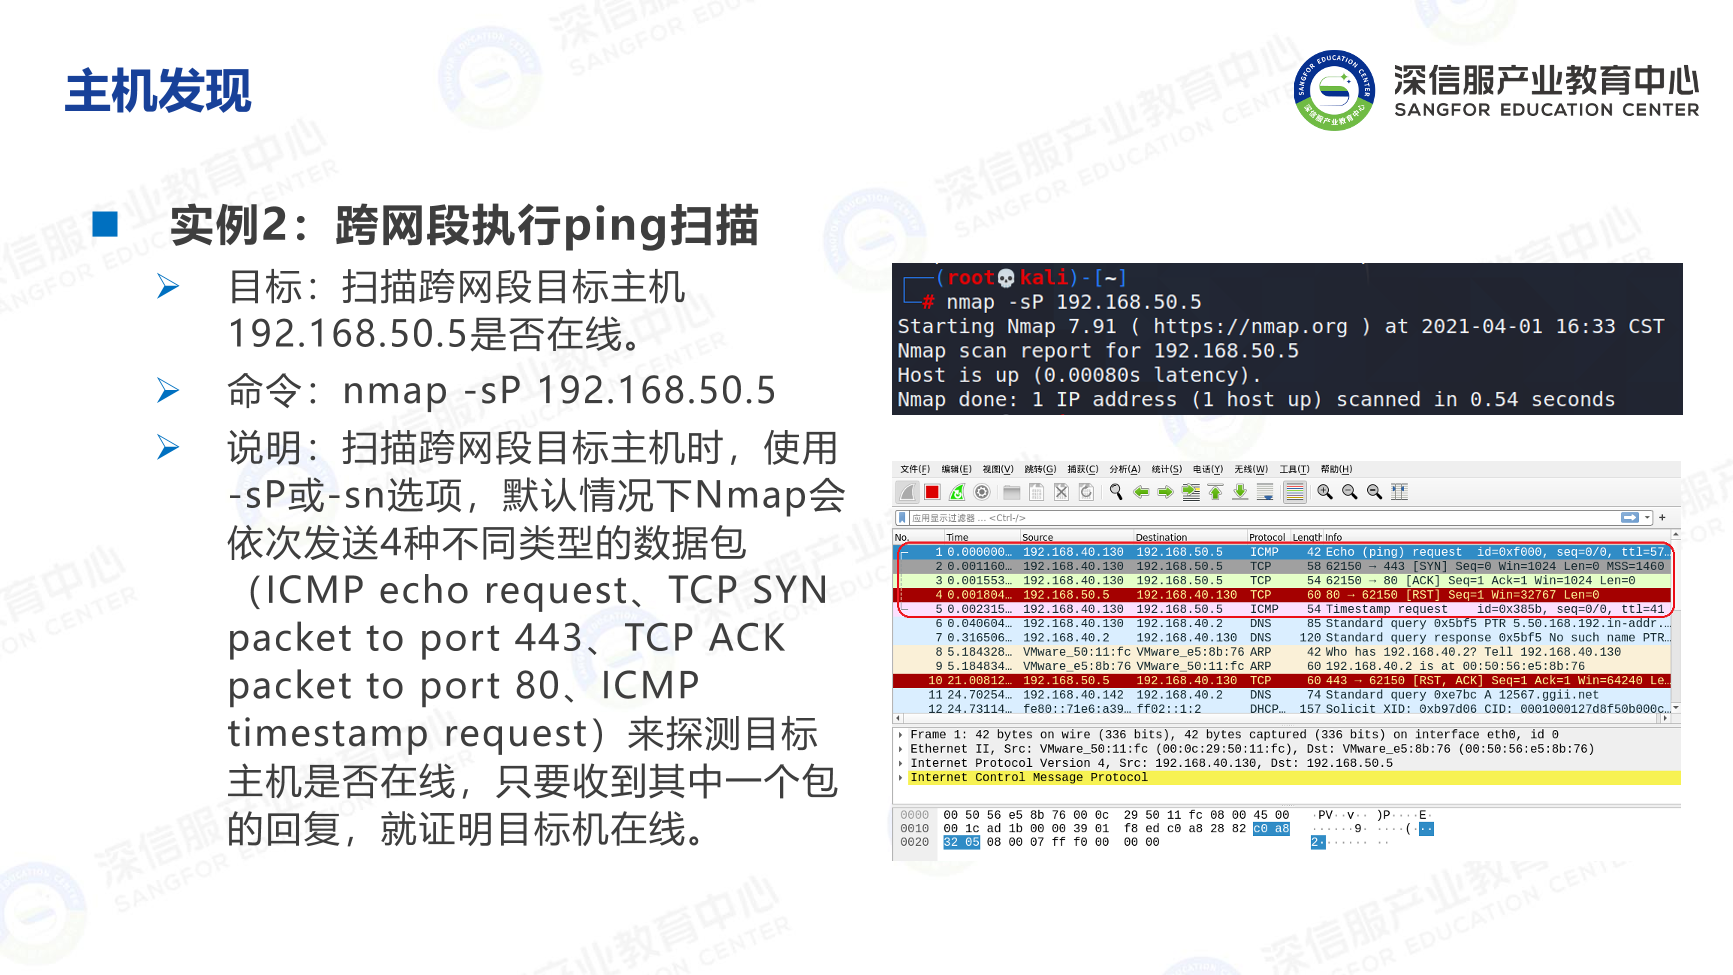 主机发现
深信服产业教育中心
SANGFOR EDUCATION CENTER
实例2：跨网段执行ping扫描
目标：扫描跨网段目标主机
192.168.50.5是否在线。
命令：nmap -sP 192.168.50.5
说明：扫描跨网段目标主机时，使用
-sP或-sn选项，默认情况下Nmap会
依次发送4种不同类型的数据包
（ICMP echo request、TCP SYN
packet to port 443、TCP ACK
packet to port 80、ICMP
timestamp request）来探测目标
主机是否在线，只要收到其中一个包
的回复，就证明目标机在线。
(root💀kali)-[~]
# nmap -sP 192.168.50.5
Starting Nmap 7.91 ( https://nmap.org ) at 2021-04-01 16:33 CST
Nmap scan report for 192.168.50.5
Host is up (0.00080s latency).
Nmap done: 1 IP address (1 host up) scanned in 0.54 seconds
文件(F) 编辑(E) 视图(V) 跳转(G) 捕获(C) 分析(A) 统计(S) 电话(Y) 无线(W) 工具(T) 帮助(H)
应用显示过滤器 … <Ctrl-/>
No. Time Source Destination Protocol Length Info
1 0.000000… 192.168.40.130 192.168.50.5 ICMP 42 Echo (ping) request id=0xf000, seq=0/0, ttl=57…
2 0.001160… 192.168.40.130 192.168.50.5 TCP 58 62150 → 443 [SYN] Seq=0 Win=1024 Len=0 MSS=1460
3 0.001553… 192.168.40.130 192.168.50.5 TCP 54 62150 → 80 [ACK] Seq=1 Ack=1 Win=1024 Len=0
4 0.001804… 192.168.50.5 192.168.40.130 TCP 60 80 → 62150 [RST] Seq=1 Win=32767 Len=0
5 0.002315… 192.168.40.130 192.168.50.5 ICMP 54 Timestamp request id=0x385b, seq=0/0, ttl=41
6 0.040604… 192.168.40.130 192.168.40.2 DNS 85 Standard query 0x5bf5 PTR 5.50.168.192.in-addr.…
7 0.316506… 192.168.40.2 192.168.40.130 DNS 120 Standard query response 0x5bf5 No such name PTR…
8 5.184328… VMware_50:11:fc VMware_e5:8b:76 ARP 42 Who has 192.168.40.2? Tell 192.168.40.130
9 5.184834… VMware_e5:8b:76 VMware_50:11:fc ARP 60 192.168.40.2 is at 00:50:56:e5:8b:76
10 21.00812… 192.168.50.5 192.168.40.130 TCP 60 443 → 62150 [RST, ACK] Seq=1 Ack=1 Win=64240 Le…
11 24.70254… 192.168.40.142 192.168.40.2 DNS 74 Standard query 0xe7bc A 12567.ggii.net
12 24.73114… fe80::71e6:a39… ff02::1:2 DHCP… 157 Solicit XID: 0xb97d06 CID: 0001000127d8f50b000c…
Frame 1: 42 bytes on wire (336 bits), 42 bytes captured (336 bits) on interface eth0, id 0
Ethernet II, Src: VMware_50:11:fc (00:0c:29:50:11:fc), Dst: VMware_e5:8b:76 (00:50:56:e5:8b:76)
Internet Protocol Version 4, Src: 192.168.40.130, Dst: 192.168.50.5
Internet Control Message Protocol
0000 00 50 56 e5 8b 76 00 0c 29 50 11 fc 08 00 45 00 ·PV··v·· )P····E·
0010 00 1c ad 1b 00 00 39 01 f8 ed c0 a8 28 82 c0 a8 ······9· ····(···
0020 32 05 08 00 07 ff f0 00 00 00 2······· ··